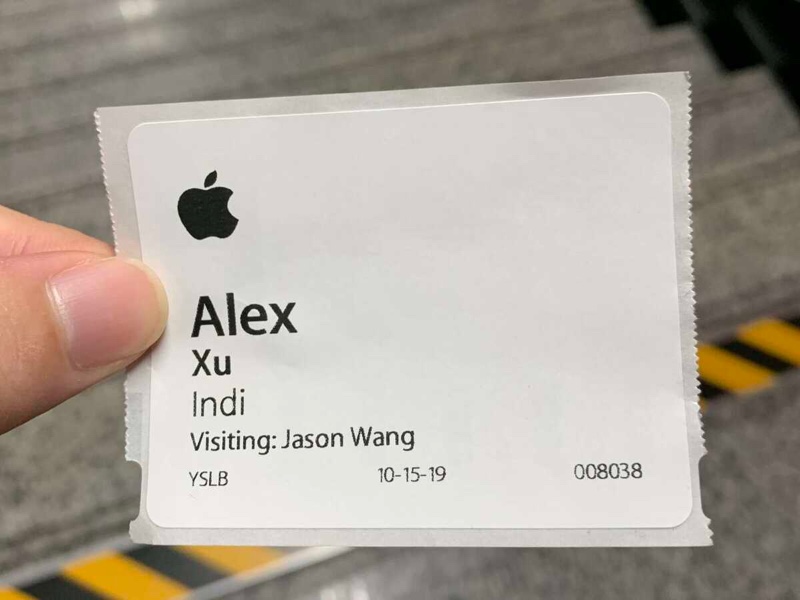 Alex
Xu
Indi
Visiting: Jason Wang
YSLB 10-15-19 008038